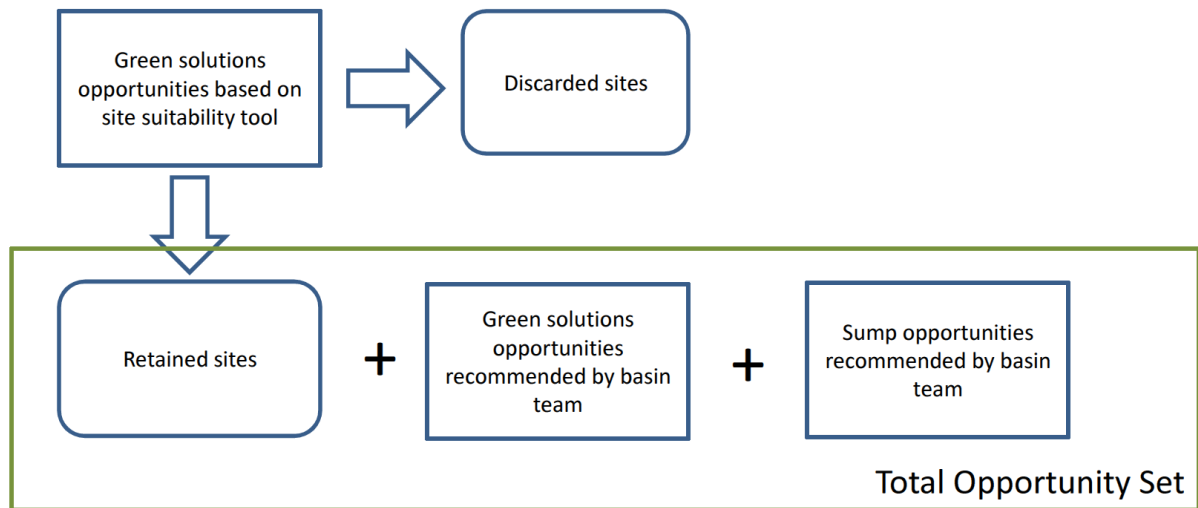 Green solutions
opportunities based on
site suitability tool
Discarded sites
Retained sites
+
Green solutions
opportunities
recommended by basin
team
+
Sump opportunities
recommended by basin
team
Total Opportunity Set